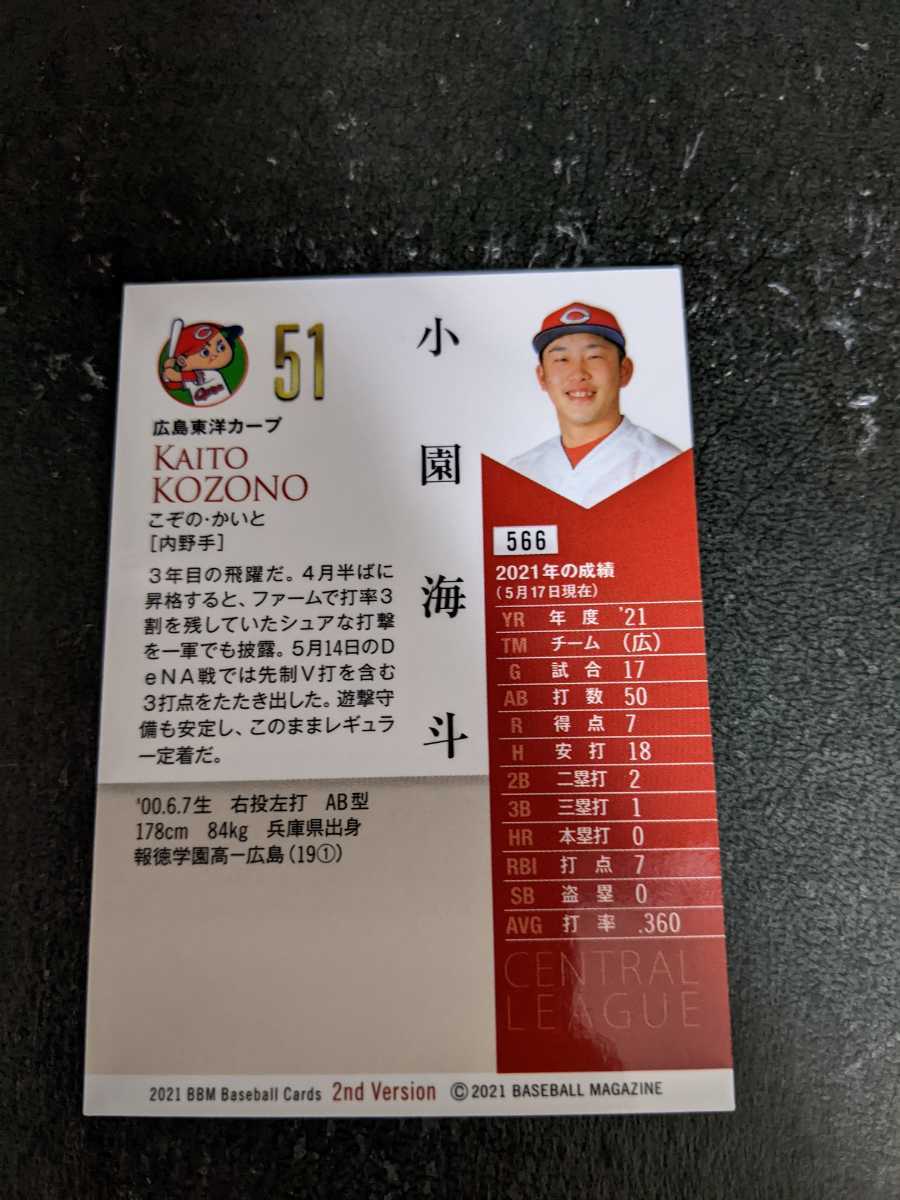 51
広島東洋カープ
KAITO
KOZONO
こぞの・かいと
[内野手]
3年目の飛躍だ。4月半ばに
昇格すると、ファームで打率3
割を残していたシュアな打撃
を一軍でも披露。5月14日のD
eNA戦では先制V打を含む
3打点をたたき出した。遊撃守
備も安定し、このままレギュラ
ー定着だ。
'00.6.7生 右投左打 AB型
178cm 84kg 兵庫県出身
報徳学園高ー広島(19①)
小園海斗
C
566
2021年の成績
(5月17日現在)
YR 年度 '21
TM チーム (広)
G 試合 17
AB 打数 50
R 得点 7
H 安打 18
2B 二塁打 2
3B 三塁打 1
HR 本塁打 0
RBI 打点 7
SB 盗塁 0
AVG 打率 .360
CENTRAL
LEAGUE
2021 BBM Baseball Cards 2nd Version ©2021 BASEBALL MAGAZINE